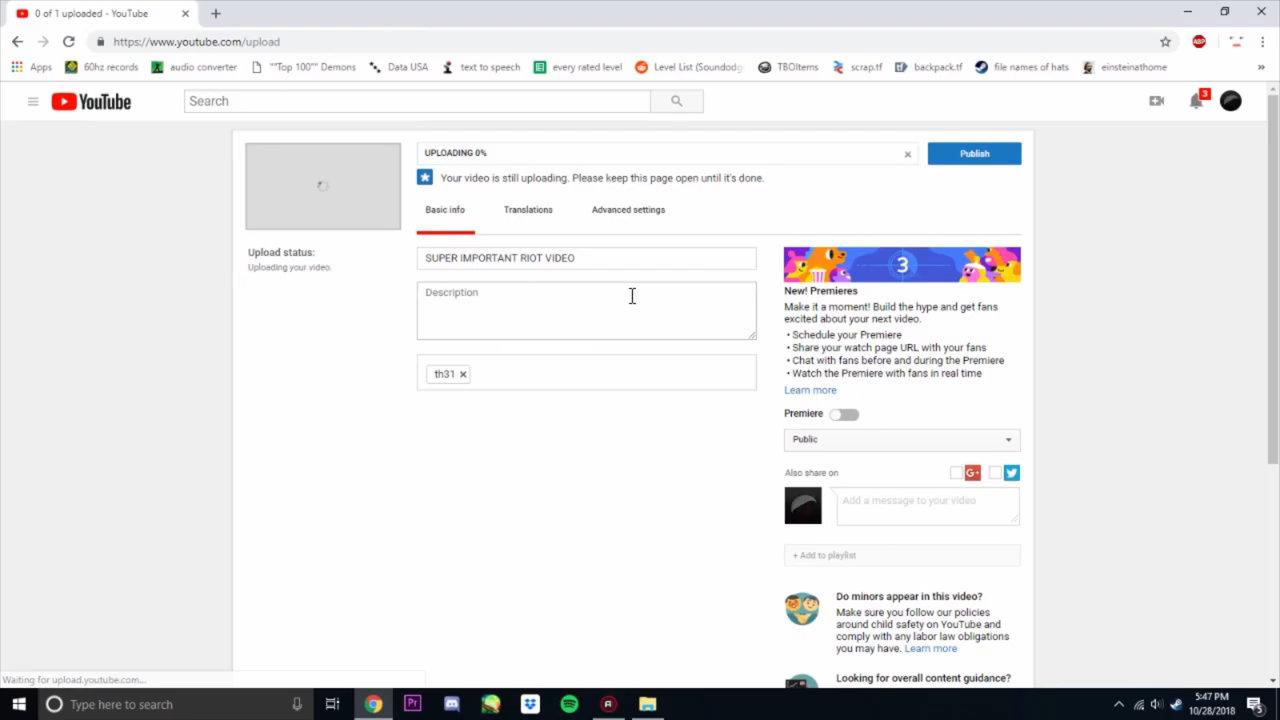 0 of 1 uploaded - YouTube
https://www.youtube.com/upload
Apps 60hz records audio converter ""Top 100"" Demons Data USA text to speech every rated level Level List (Soundodg TBOItems scrap.tf backpack.tf file names of hats einsteinathome »
YouTube Search 3
UPLOADING 0% Publish
Your video is still uploading. Please keep this page open until it's done.
Basic info Translations Advanced settings
Upload status:
Uploading your video.
SUPER IMPORTANT RIOT VIDEO
Description
th31
3
New! Premieres
Make it a moment! Build the hype and get fans
excited about your next video.
• Schedule your Premiere
• Share your watch page URL with your fans
• Chat with fans before and during the Premiere
• Watch the Premiere with fans in real time
Learn more
Premiere
Public
Also share on G+
Add a message to your video
+ Add to playlist
Do minors appear in this video?
Make sure you follow our policies
around child safety on YouTube and
comply with any labor law obligations
you may have. Learn more
Looking for overall content guidance?
Waiting for upload.youtube.com...
Type here to search
Pr
5:47 PM
10/28/2018
3